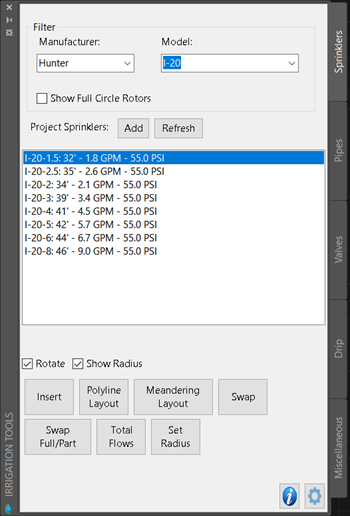 Filter
Manufacturer:
Model:
Hunter
I-20
Show Full Circle Rotors
Project Sprinklers:
Add
Refresh
I-20-1.5: 32' - 1.8 GPM - 55.0 PSI
I-20-2.5: 35' - 2.6 GPM - 55.0 PSI
I-20-2: 34' - 2.1 GPM - 55.0 PSI
I-20-3: 39' - 3.4 GPM - 55.0 PSI
I-20-4: 41' - 4.5 GPM - 55.0 PSI
I-20-5: 42' - 5.7 GPM - 55.0 PSI
I-20-6: 44' - 6.7 GPM - 55.0 PSI
I-20-8: 46' - 9.0 GPM - 55.0 PSI
Rotate
Show Radius
Insert
Polyline
Layout
Meandering
Layout
Swap
Swap
Full/Part
Total
Flows
Set
Radius
IRRIGATION TOOLS
Sprinklers
Pipes
Valves
Drip
Miscellaneous